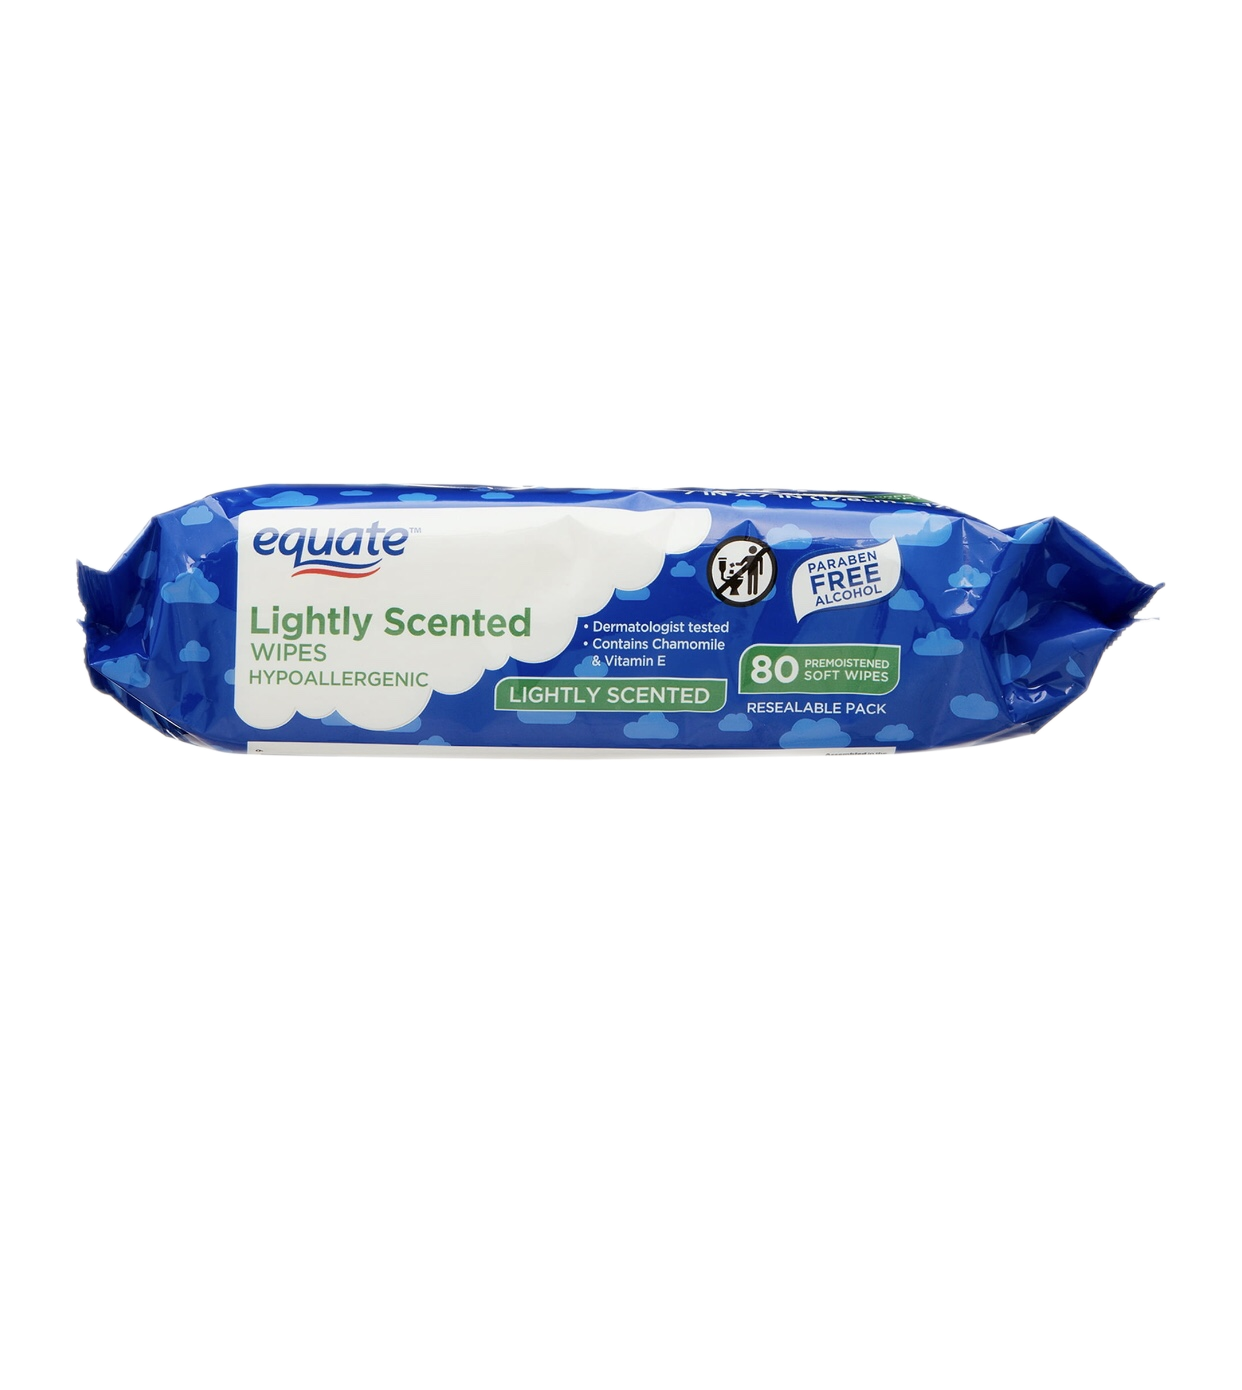 equate™
Lightly Scented
WIPES
HYPOALLERGENIC
• Dermatologist tested
• Contains Chamomile
& Vitamin E
LIGHTLY SCENTED
PARABEN
FREE
ALCOHOL
80 PREMOISTENED
SOFT WIPES
RESEALABLE PACK